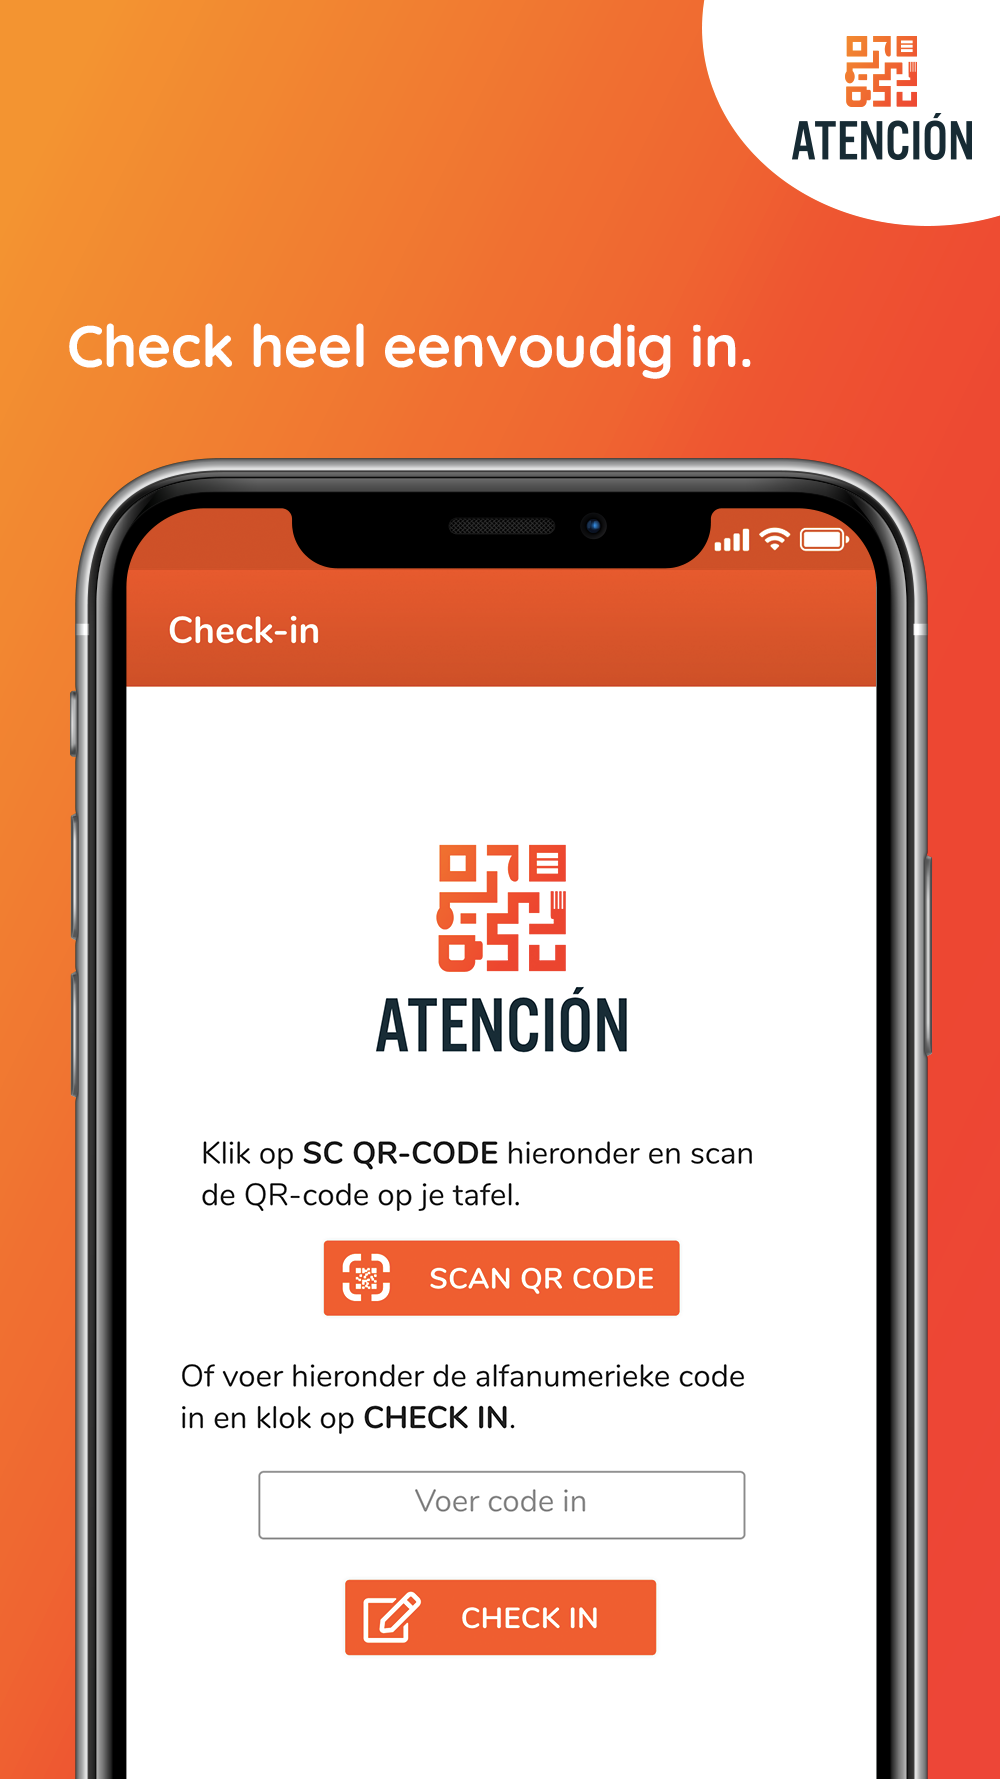 ATENCIÓN
Check heel eenvoudig in.
Check-in
ATENCIÓN
Klik op SC QR-CODE hieronder en scan
de QR-code op je tafel.
SCAN QR CODE
Of voer hieronder de alfanumerieke code
in en klok op CHECK IN.
Voer code in
CHECK IN